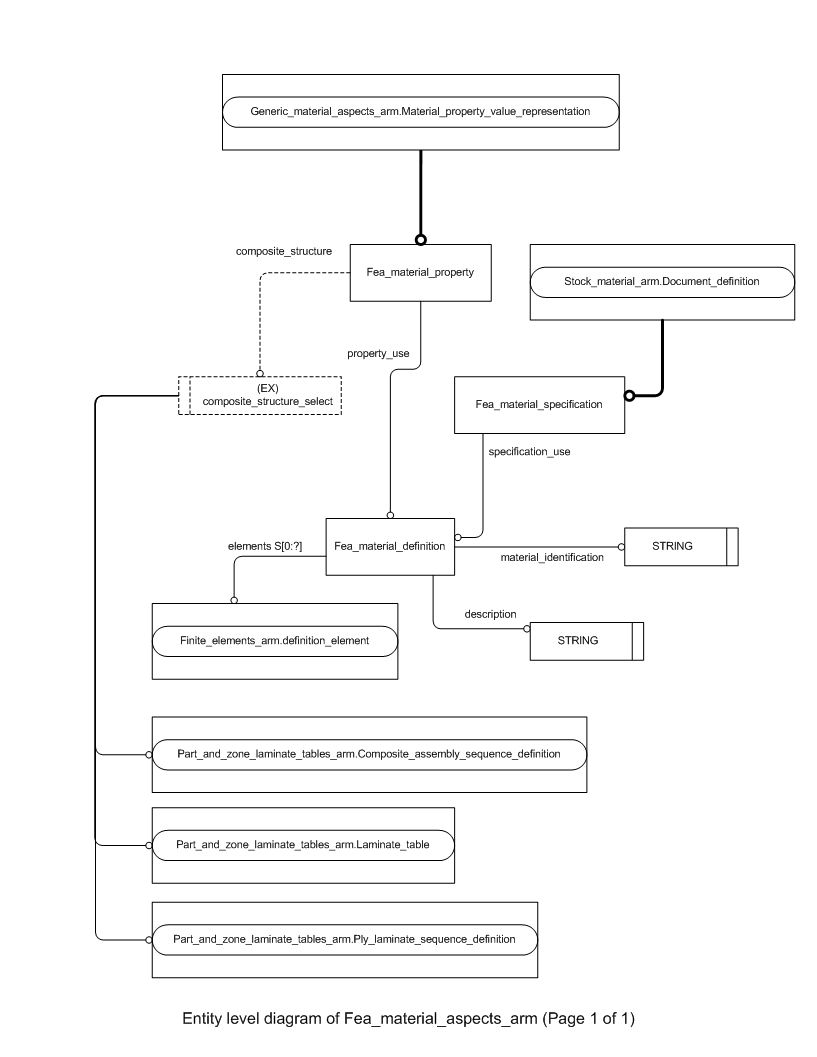 Generic_material_aspects_arm.Material_property_value_representation
composite_structure
Fea_material_property
Stock_material_arm.Document_definition
property_use
(EX)
composite_structure_select
Fea_material_specification
specification_use
elements S[0:?]
Fea_material_definition
material_identification
STRING
description
STRING
Finite_elements_arm.definition_element
Part_and_zone_laminate_tables_arm.Composite_assembly_sequence_definition
Part_and_zone_laminate_tables_arm.Laminate_table
Part_and_zone_laminate_tables_arm.Ply_laminate_sequence_definition
Entity level diagram of Fea_material_aspects_arm (Page 1 of 1)